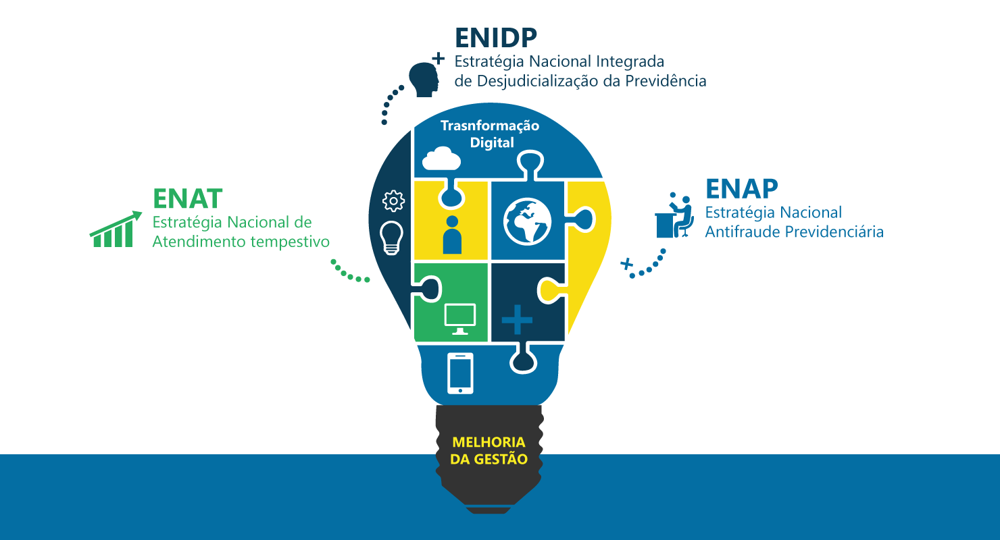 ENIDP
Estratégia Nacional Integrada
de Desjudicialização da Previdência
Trasnformação
Digital
ENAT
Estratégia Nacional de
Atendimento tempestivo
ENAP
Estratégia Nacional
Antifraude Previdenciária
MELHORIA
DA GESTÃO